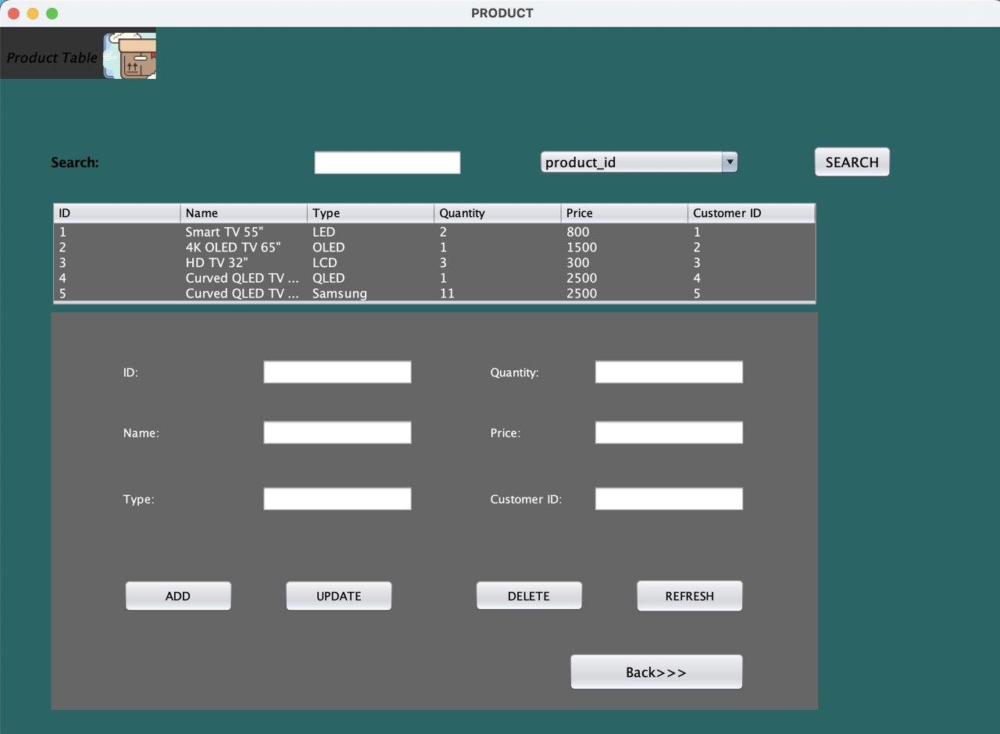 PRODUCT
Product Table
Search: product_id SEARCH
ID Name Type Quantity Price Customer ID
1 Smart TV 55" LED 2 800 1
2 4K OLED TV 65" OLED 1 1500 2
3 HD TV 32" LCD 3 300 3
4 Curved QLED TV ... QLED 1 2500 4
5 Curved QLED TV ... Samsung 11 2500 5
ID: Quantity:
Name: Price:
Type: Customer ID:
ADD UPDATE DELETE REFRESH
Back>>>